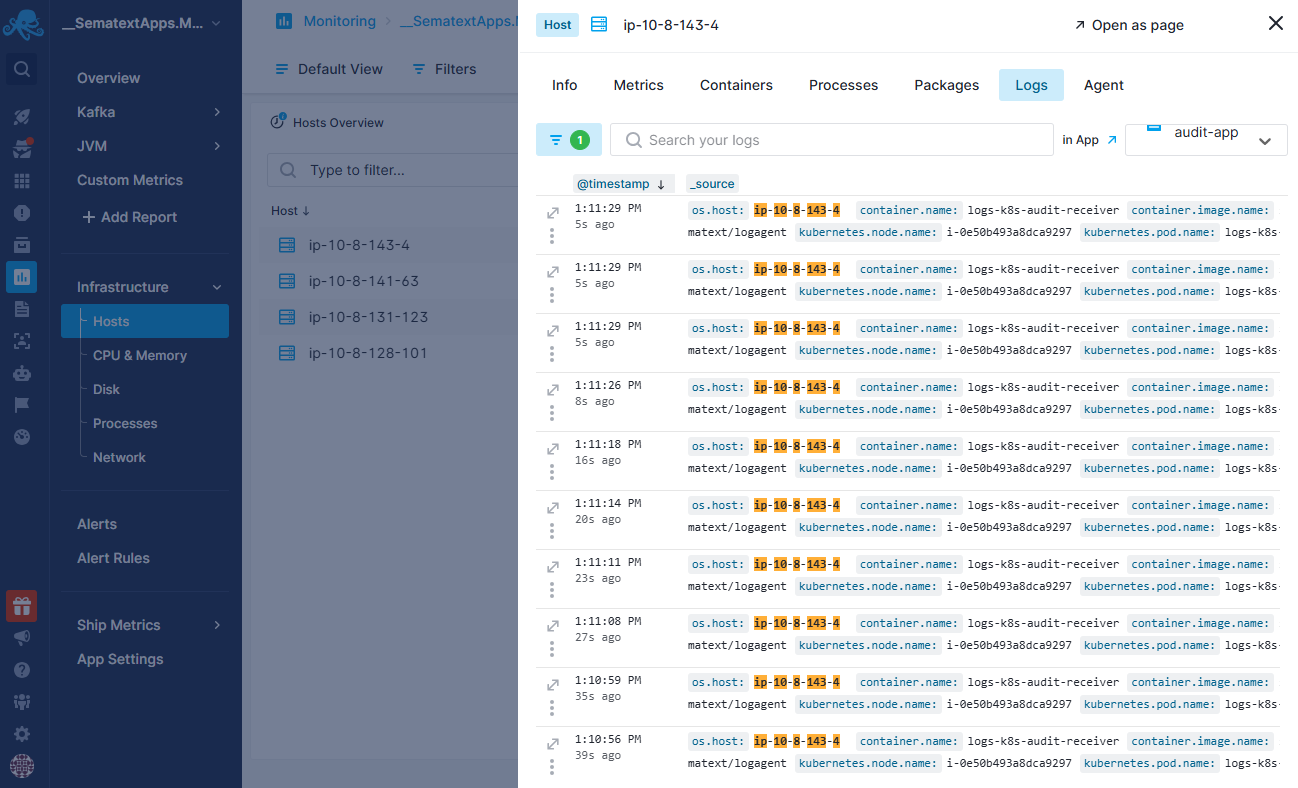 __SematextApps.M...
Overview
Kafka
JVM
Custom Metrics
+ Add Report
Infrastructure
Hosts
CPU & Memory
Disk
Processes
Network
Alerts
Alert Rules
Ship Metrics
App Settings
Monitoring
__SematextApps.
Default View
Filters
Hosts Overview
Type to filter...
Host ↓
ip-10-8-143-4
ip-10-8-141-63
ip-10-8-131-123
ip-10-8-128-101
Host ip-10-8-143-4 Open as page
Info Metrics Containers Processes Packages Logs Agent
1 Search your logs in App audit-app
@timestamp ↓ _source
1:11:29 PM os.host: ip-10-8-143-4 container.name: logs-k8s-audit-receiver container.image.name:
5s ago matext/logagent kubernetes.node.name: i-0e50b493a8dca9297 kubernetes.pod.name: logs-k8s-
1:11:29 PM os.host: ip-10-8-143-4 container.name: logs-k8s-audit-receiver container.image.name:
5s ago matext/logagent kubernetes.node.name: i-0e50b493a8dca9297 kubernetes.pod.name: logs-k8s-
1:11:29 PM os.host: ip-10-8-143-4 container.name: logs-k8s-audit-receiver container.image.name:
5s ago matext/logagent kubernetes.node.name: i-0e50b493a8dca9297 kubernetes.pod.name: logs-k8s-
1:11:26 PM os.host: ip-10-8-143-4 container.name: logs-k8s-audit-receiver container.image.name:
8s ago matext/logagent kubernetes.node.name: i-0e50b493a8dca9297 kubernetes.pod.name: logs-k8s-
1:11:18 PM os.host: ip-10-8-143-4 container.name: logs-k8s-audit-receiver container.image.name:
16s ago matext/logagent kubernetes.node.name: i-0e50b493a8dca9297 kubernetes.pod.name: logs-k8s-
1:11:14 PM os.host: ip-10-8-143-4 container.name: logs-k8s-audit-receiver container.image.name:
20s ago matext/logagent kubernetes.node.name: i-0e50b493a8dca9297 kubernetes.pod.name: logs-k8s-
1:11:11 PM os.host: ip-10-8-143-4 container.name: logs-k8s-audit-receiver container.image.name:
23s ago matext/logagent kubernetes.node.name: i-0e50b493a8dca9297 kubernetes.pod.name: logs-k8s-
1:11:08 PM os.host: ip-10-8-143-4 container.name: logs-k8s-audit-receiver container.image.name:
27s ago matext/logagent kubernetes.node.name: i-0e50b493a8dca9297 kubernetes.pod.name: logs-k8s-
1:10:59 PM os.host: ip-10-8-143-4 container.name: logs-k8s-audit-receiver container.image.name:
35s ago matext/logagent kubernetes.node.name: i-0e50b493a8dca9297 kubernetes.pod.name: logs-k8s-
1:10:56 PM os.host: ip-10-8-143-4 container.name: logs-k8s-audit-receiver container.image.name:
39s ago matext/logagent kubernetes.node.name: i-0e50b493a8dca9297 kubernetes.pod.name: logs-k8s-